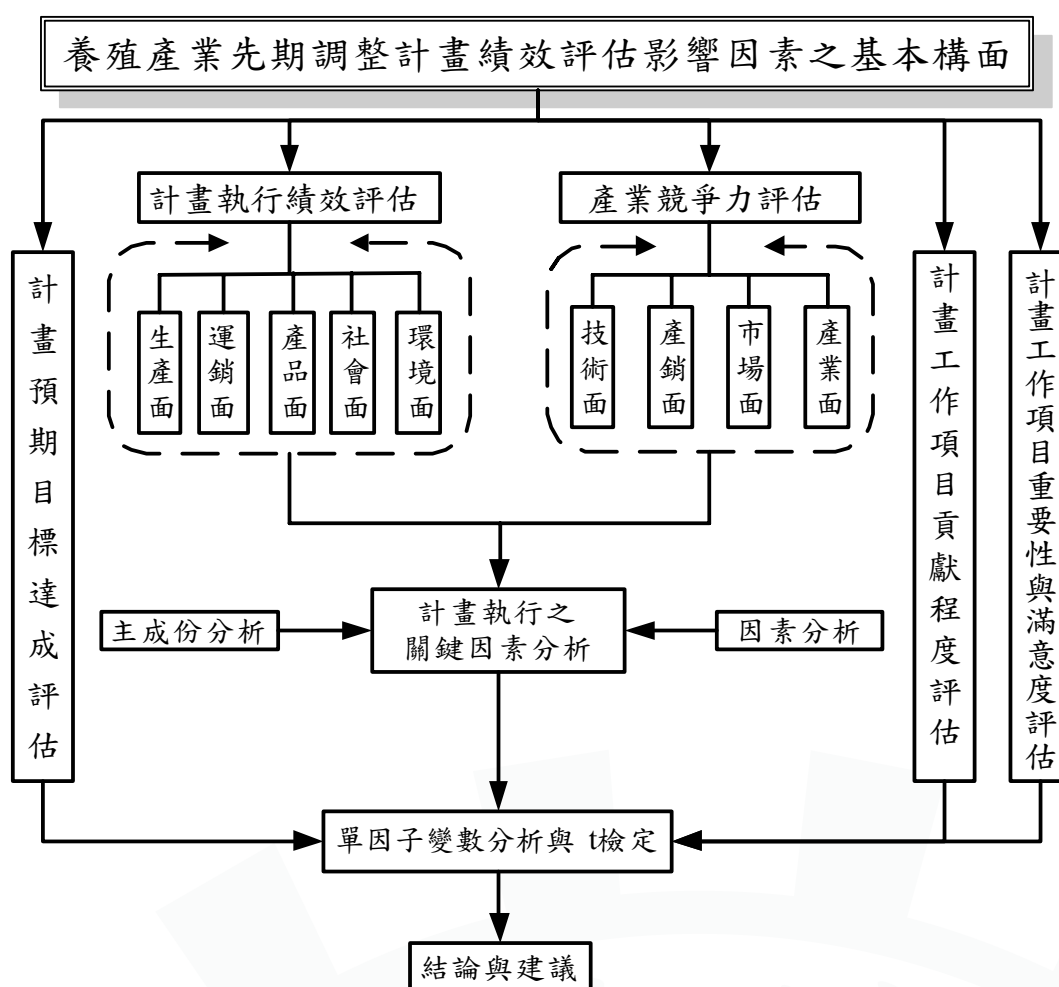 養殖產業先期調整計畫績效評估影響因素之基本構面
計畫執行績效評估
產業競爭力評估
計畫預期目標達成評估
生產面
運銷面
產品面
社會面
環境面
技術面
產銷面
市場面
產業面
計畫工作項目貢獻程度評估
計畫工作項目重要性與滿意度評估
主成份分析
計畫執行之
關鍵因素分析
因素分析
單因子變數分析與 t檢定
結論與建議